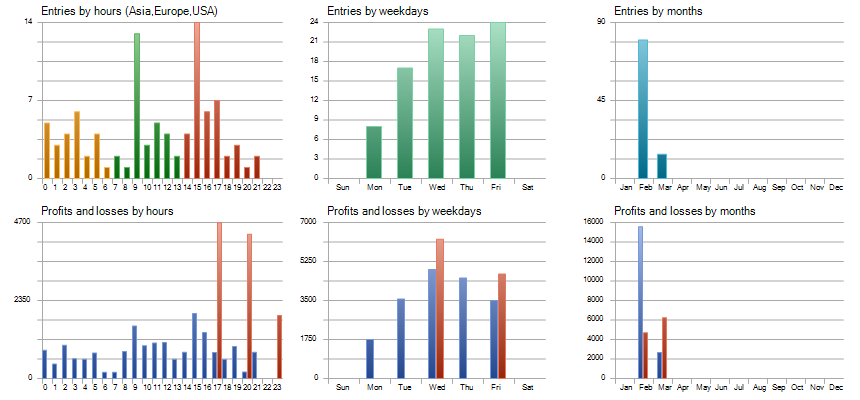 Entries by hours (Asia,Europe,USA)
14
7
0
0 1 2 3 4 5 6 7 8 9 10 11 12 13 14 15 16 17 18 19 20 21 22 23
Entries by weekdays
24
21
18
15
12
9
6
3
0
Sun Mon Tue Wed Thu Fri Sat
Entries by months
90
45
0
Jan Feb Mar Apr May Jun Jul Aug Sep Oct Nov Dec
Profits and losses by hours
4700
2350
0
0 1 2 3 4 5 6 7 8 9 10 11 12 13 14 15 16 17 18 19 20 21 22 23
Profits and losses by weekdays
7000
5250
3500
1750
0
Sun Mon Tue Wed Thu Fri Sat
Profits and losses by months
16000
14000
12000
10000
8000
6000
4000
2000
0
Jan Feb Mar Apr May Jun Jul Aug Sep Oct Nov Dec